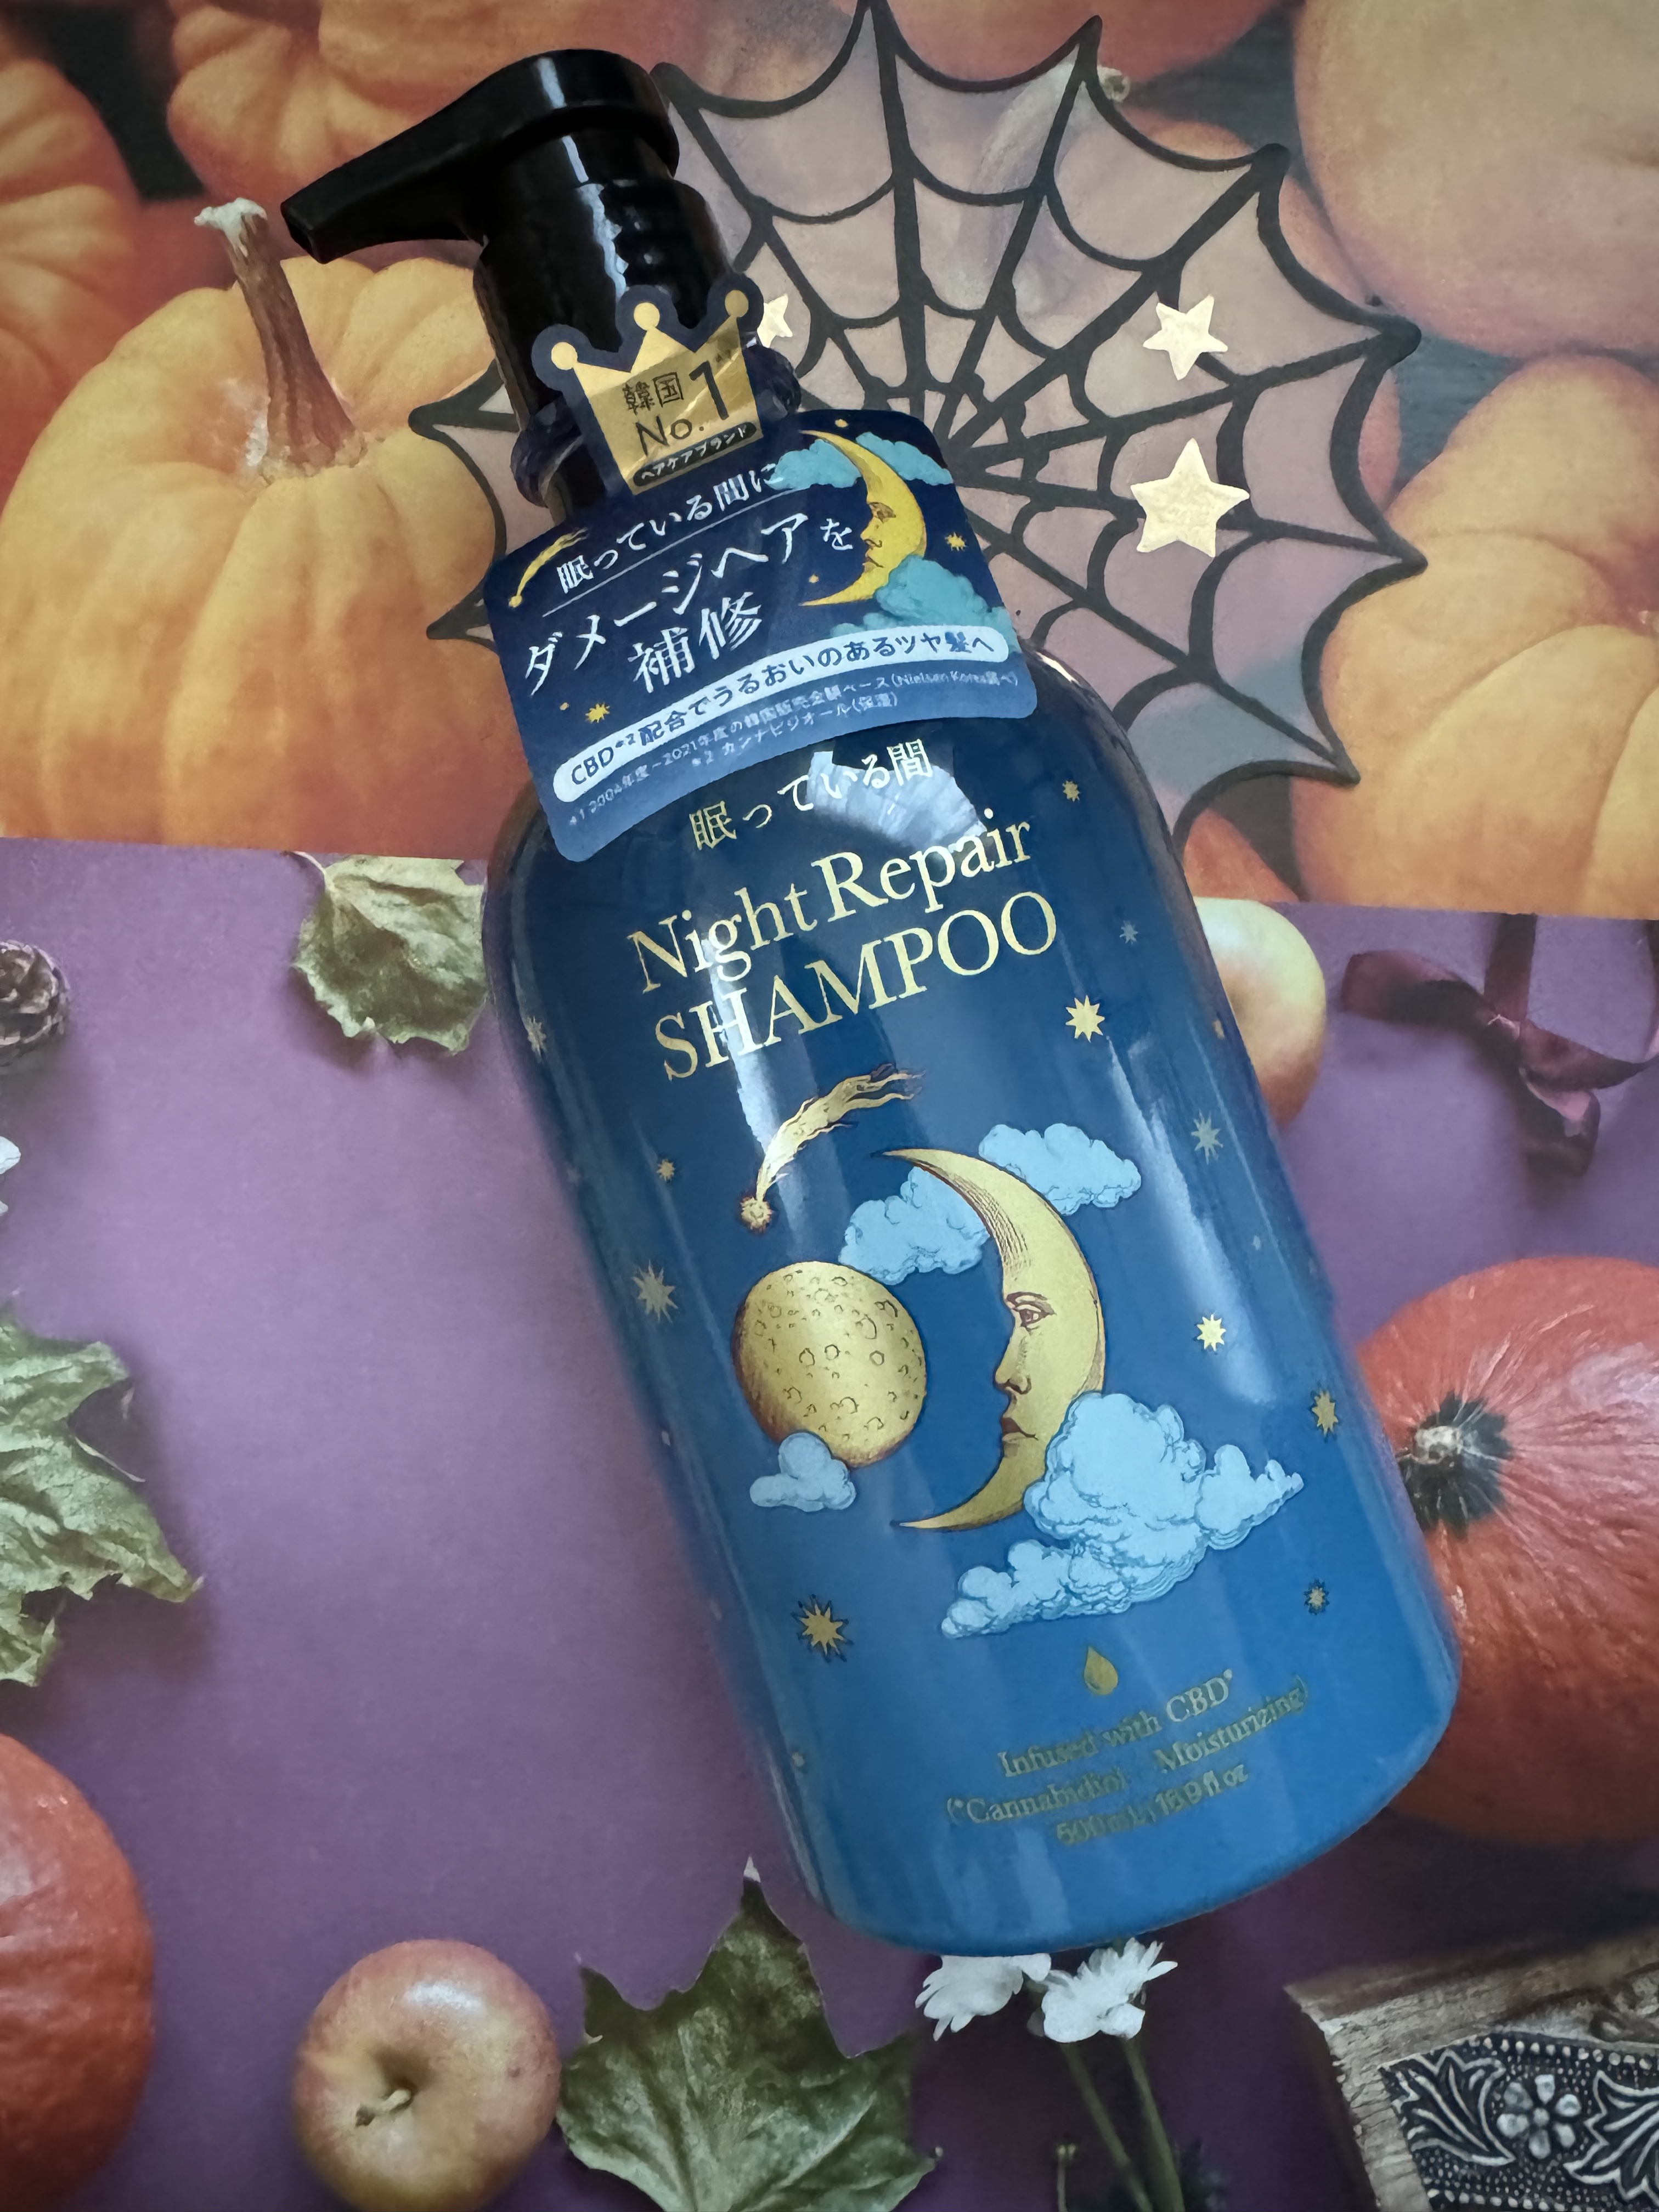 韓国
No.1
ヘアケアブランド
眠っている間に
ダメージヘアを
補修
CBD*2配合でうるおいのあるツヤ髪へ
*1 2004年度~2021年度の韓国販売金額ベース(Nielsen Korea調べ)
*2 カンナビジオール(保湿)
眠っている間
Night Repair
SHAMPOO
Infused with CBD*
(*Cannabidiol : Moisturizing)
500mL, 16.9 fl oz